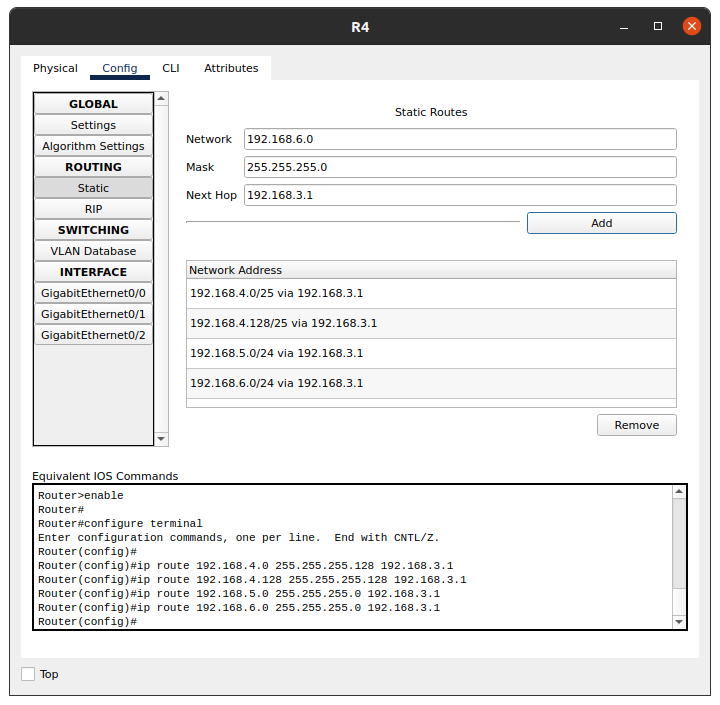 R4
Physical Config CLI Attributes
GLOBAL
Settings
Algorithm Settings
ROUTING
Static
RIP
SWITCHING
VLAN Database
INTERFACE
GigabitEthernet0/0
GigabitEthernet0/1
GigabitEthernet0/2
Static Routes
Network 192.168.6.0
Mask 255.255.255.0
Next Hop 192.168.3.1
Add
Network Address
192.168.4.0/25 via 192.168.3.1
192.168.4.128/25 via 192.168.3.1
192.168.5.0/24 via 192.168.3.1
192.168.6.0/24 via 192.168.3.1
Remove
Equivalent IOS Commands
Router>enable
Router#
Router#configure terminal
Enter configuration commands, one per line.  End with CNTL/Z.
Router(config)#
Router(config)#ip route 192.168.4.0 255.255.255.128 192.168.3.1
Router(config)#ip route 192.168.4.128 255.255.255.128 192.168.3.1
Router(config)#ip route 192.168.5.0 255.255.255.0 192.168.3.1
Router(config)#ip route 192.168.6.0 255.255.255.0 192.168.3.1
Router(config)#
Top